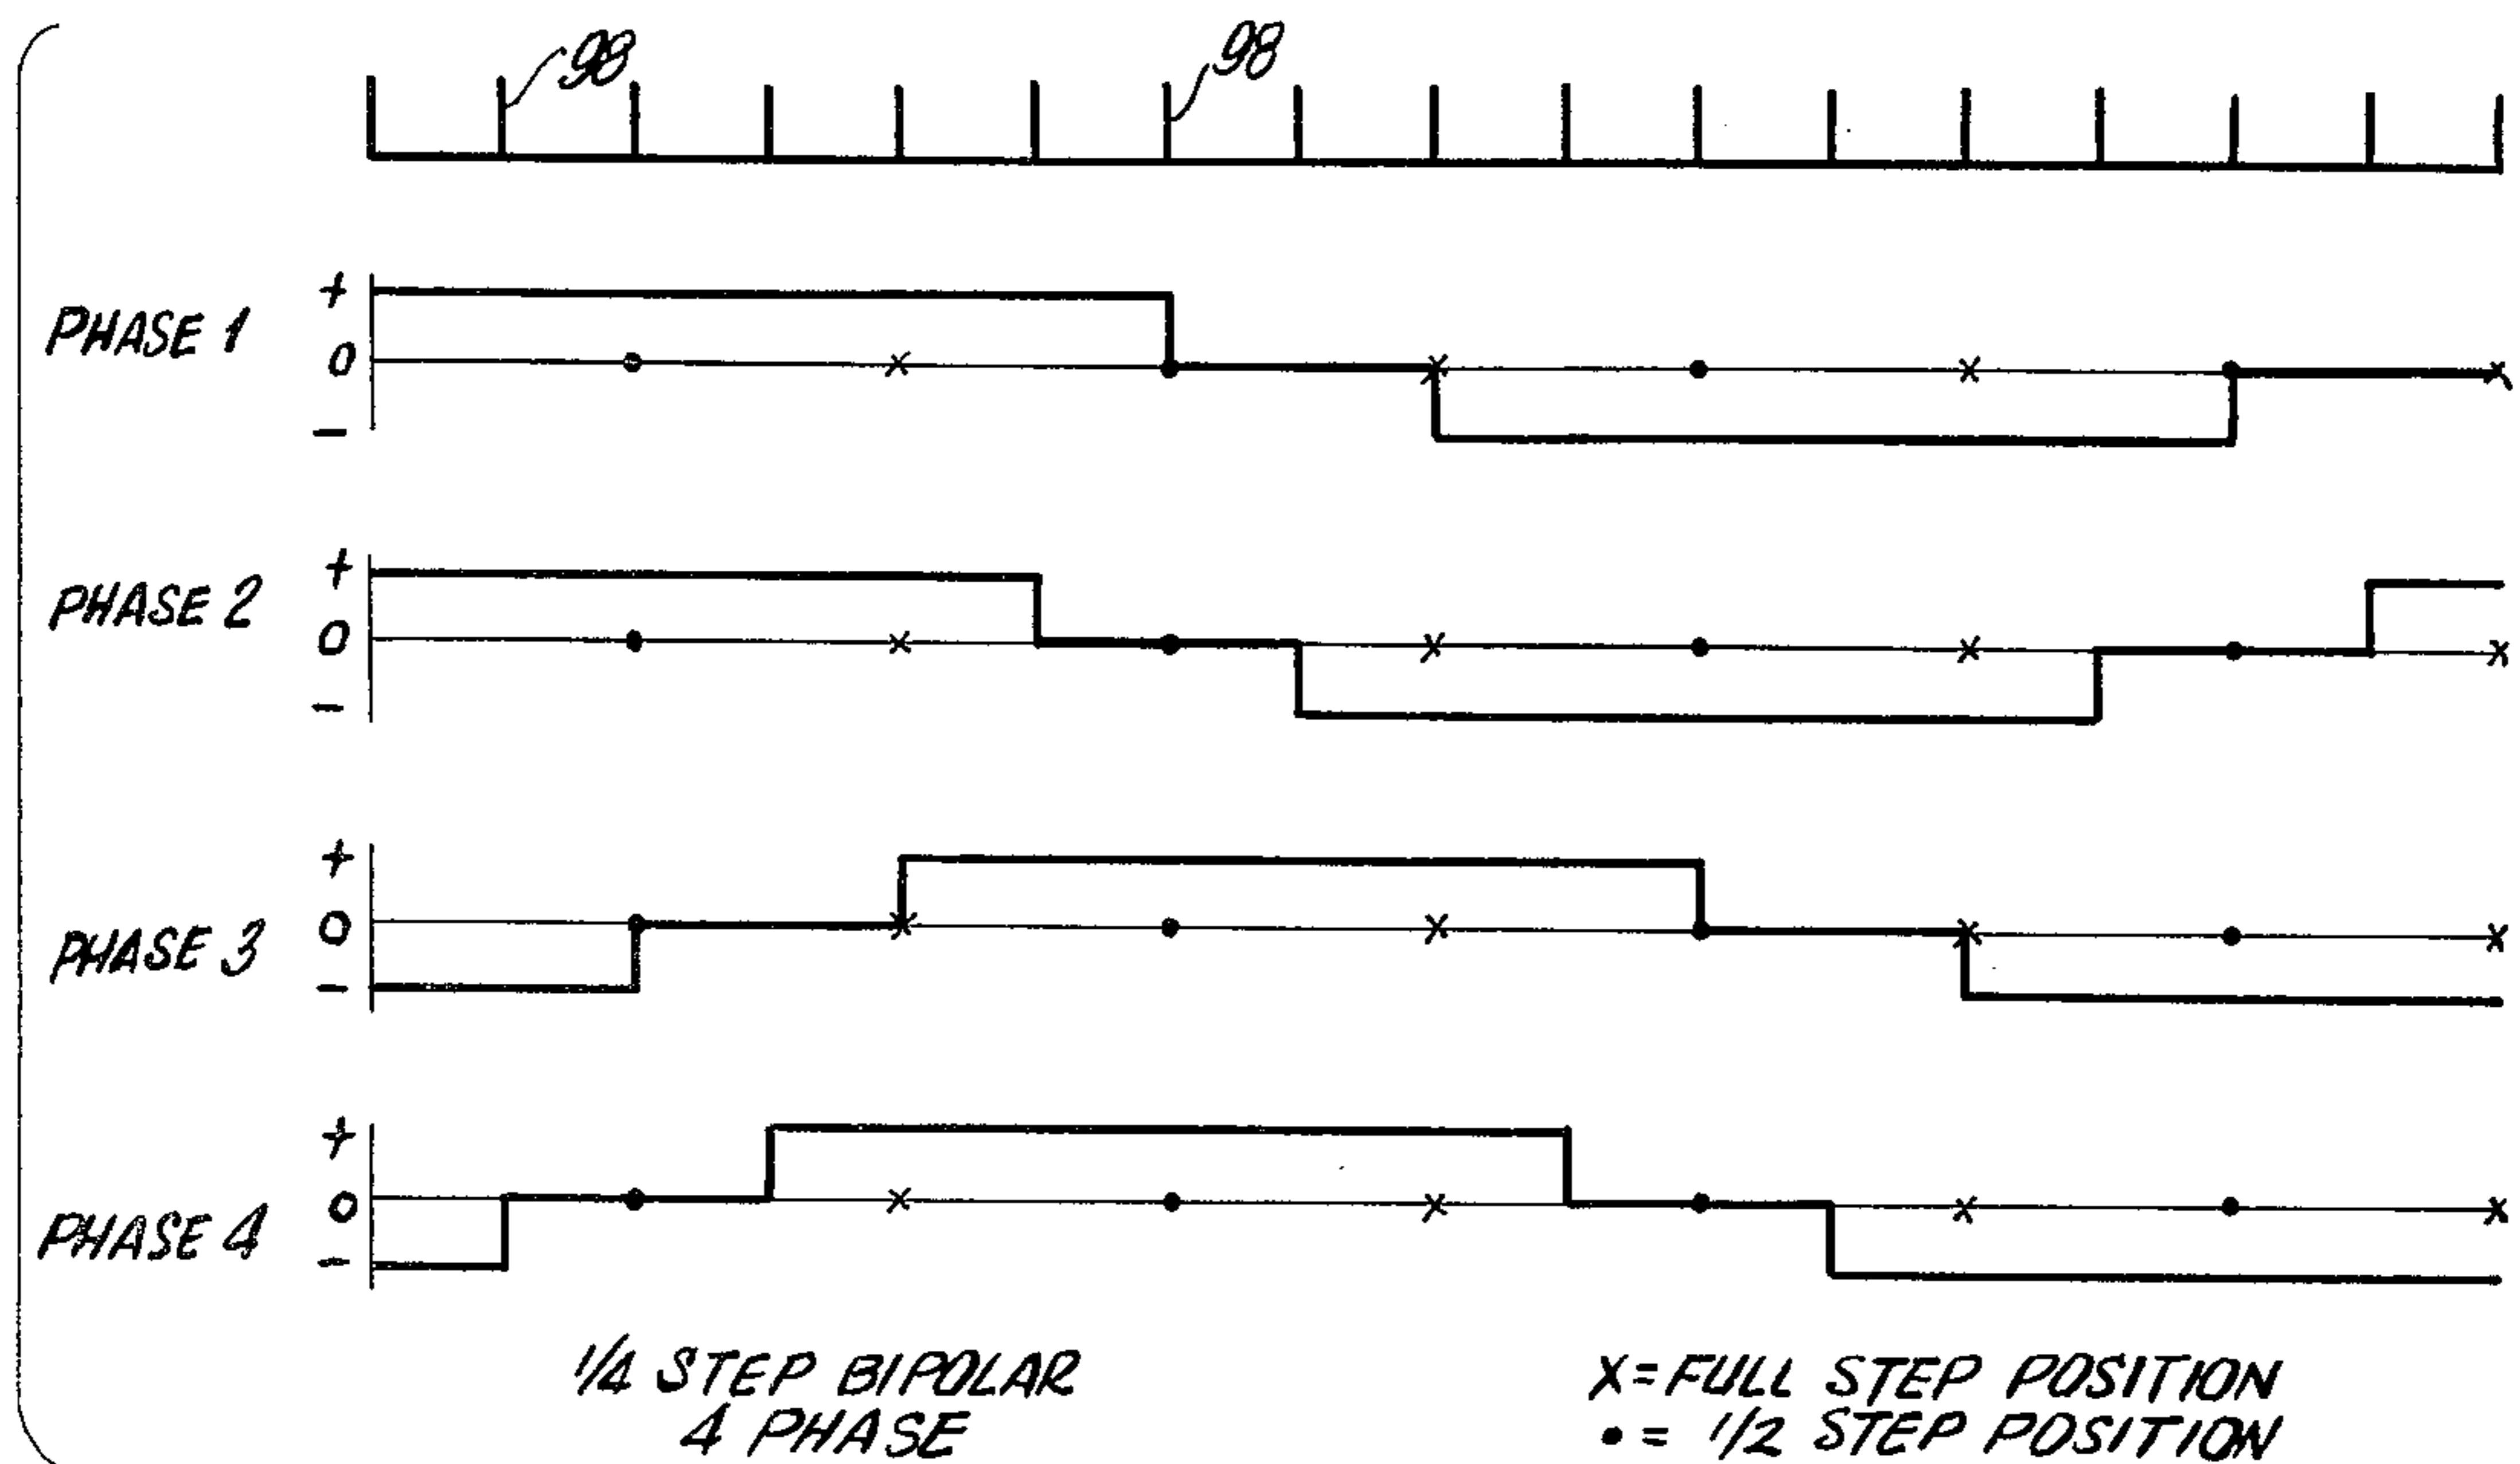 98 98
+
PHASE 1
0
−
+
PHASE 2
0
−
+
0
PHASE 3
−
+
0
PHASE 4
−
1/4 STEP BIPOLAR
4 PHASE
X = FULL STEP POSITION
• = 1/2 STEP POSITION